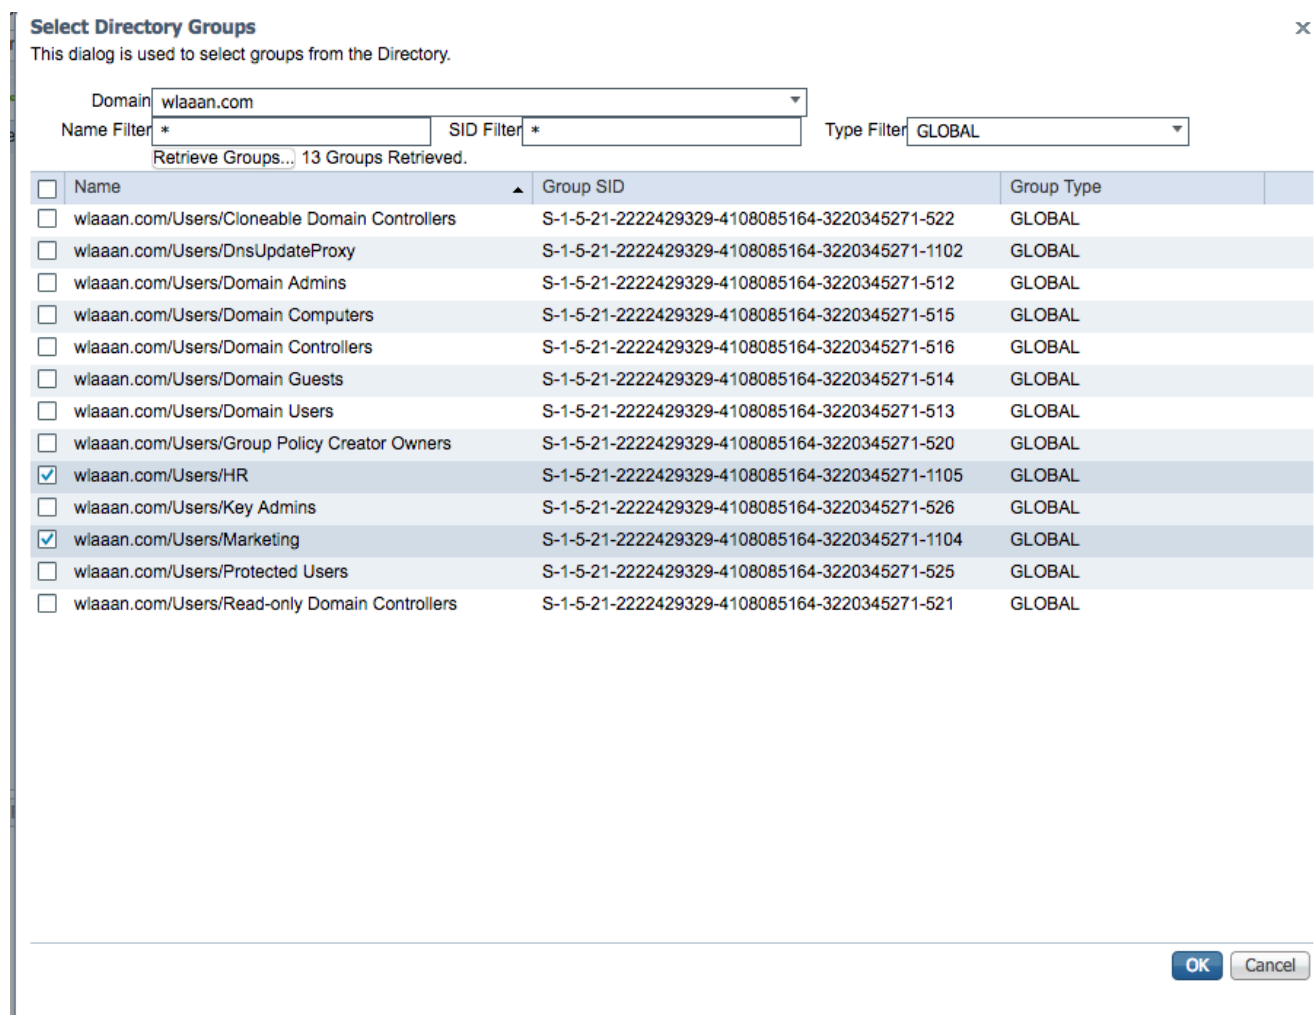 Select Directory Groups x
This dialog is used to select groups from the Directory.
Domain wlaaan.com
Name Filter * SID Filter * Type Filter GLOBAL
Retrieve Groups... 13 Groups Retrieved.
Name Group SID Group Type
wlaaan.com/Users/Cloneable Domain Controllers S-1-5-21-2222429329-4108085164-3220345271-522 GLOBAL
wlaaan.com/Users/DnsUpdateProxy S-1-5-21-2222429329-4108085164-3220345271-1102 GLOBAL
wlaaan.com/Users/Domain Admins S-1-5-21-2222429329-4108085164-3220345271-512 GLOBAL
wlaaan.com/Users/Domain Computers S-1-5-21-2222429329-4108085164-3220345271-515 GLOBAL
wlaaan.com/Users/Domain Controllers S-1-5-21-2222429329-4108085164-3220345271-516 GLOBAL
wlaaan.com/Users/Domain Guests S-1-5-21-2222429329-4108085164-3220345271-514 GLOBAL
wlaaan.com/Users/Domain Users S-1-5-21-2222429329-4108085164-3220345271-513 GLOBAL
wlaaan.com/Users/Group Policy Creator Owners S-1-5-21-2222429329-4108085164-3220345271-520 GLOBAL
wlaaan.com/Users/HR S-1-5-21-2222429329-4108085164-3220345271-1105 GLOBAL
wlaaan.com/Users/Key Admins S-1-5-21-2222429329-4108085164-3220345271-526 GLOBAL
wlaaan.com/Users/Marketing S-1-5-21-2222429329-4108085164-3220345271-1104 GLOBAL
wlaaan.com/Users/Protected Users S-1-5-21-2222429329-4108085164-3220345271-525 GLOBAL
wlaaan.com/Users/Read-only Domain Controllers S-1-5-21-2222429329-4108085164-3220345271-521 GLOBAL
OK Cancel